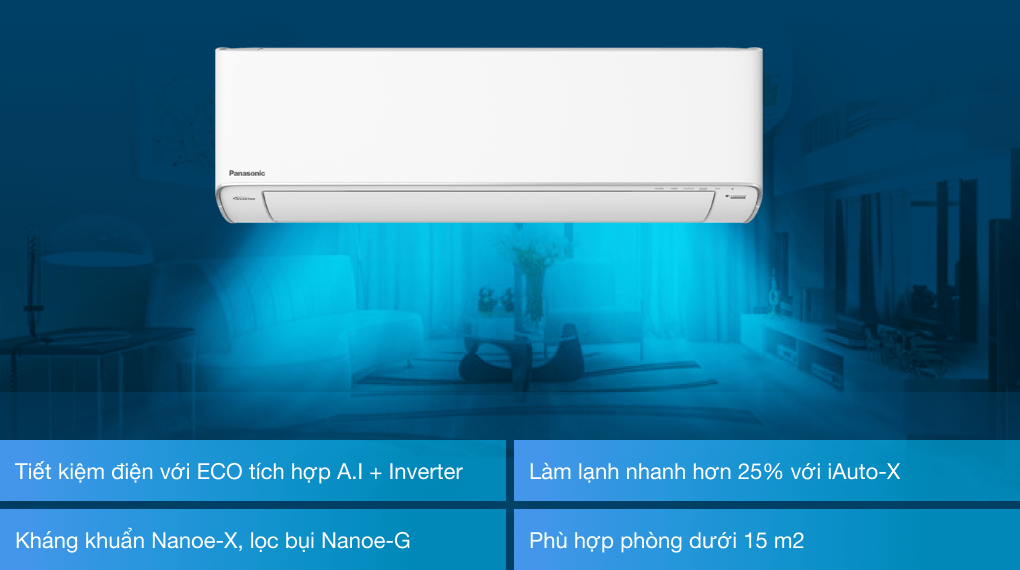 Panasonic
INVERTER
Tiết kiệm điện với ECO tích hợp A.I + Inverter
Làm lạnh nhanh hơn 25% với iAuto-X
Kháng khuẩn Nanoe-X, lọc bụi Nanoe-G
Phù hợp phòng dưới 15 m2